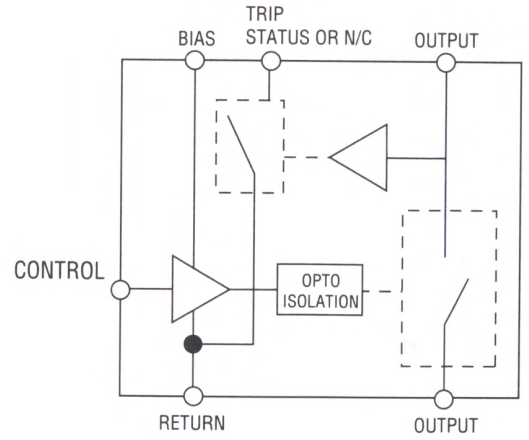 TRIP
BIAS STATUS OR N/C OUTPUT
CONTROL
OPTO
ISOLATION
RETURN OUTPUT